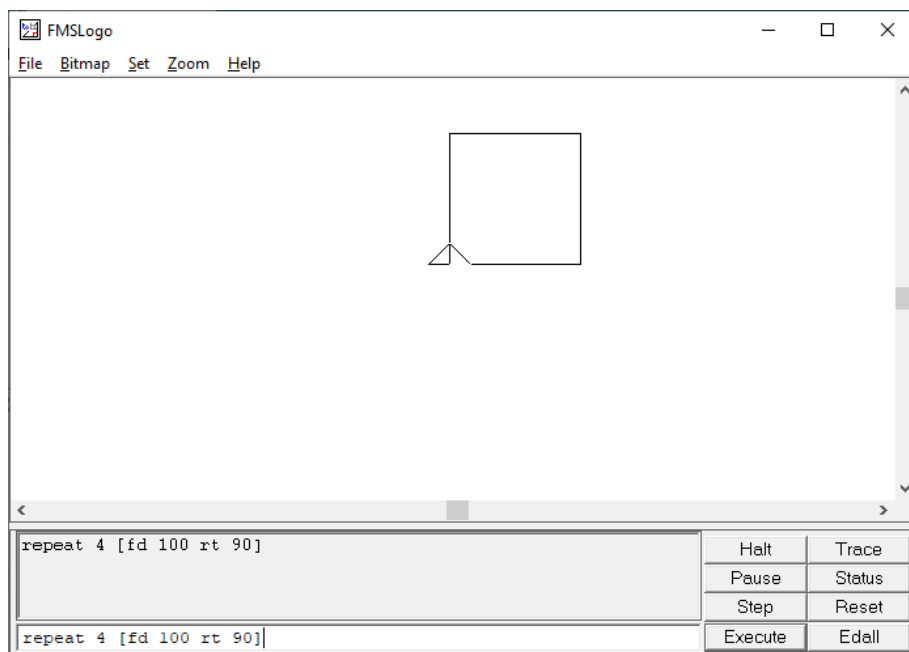 FMSLogo
File Bitmap Set Zoom Help
repeat 4 [fd 100 rt 90]
Halt Trace
Pause Status
Step Reset
repeat 4 [fd 100 rt 90]
Execute Edall